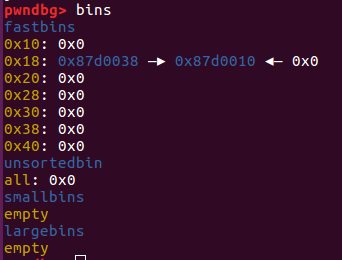 pwndbg> bins
fastbins
0x10: 0x0
0x18: 0x87d0038 —▸ 0x87d0010 ◂— 0x0
0x20: 0x0
0x28: 0x0
0x30: 0x0
0x38: 0x0
0x40: 0x0
unsortedbin
all: 0x0
smallbins
empty
largebins
empty